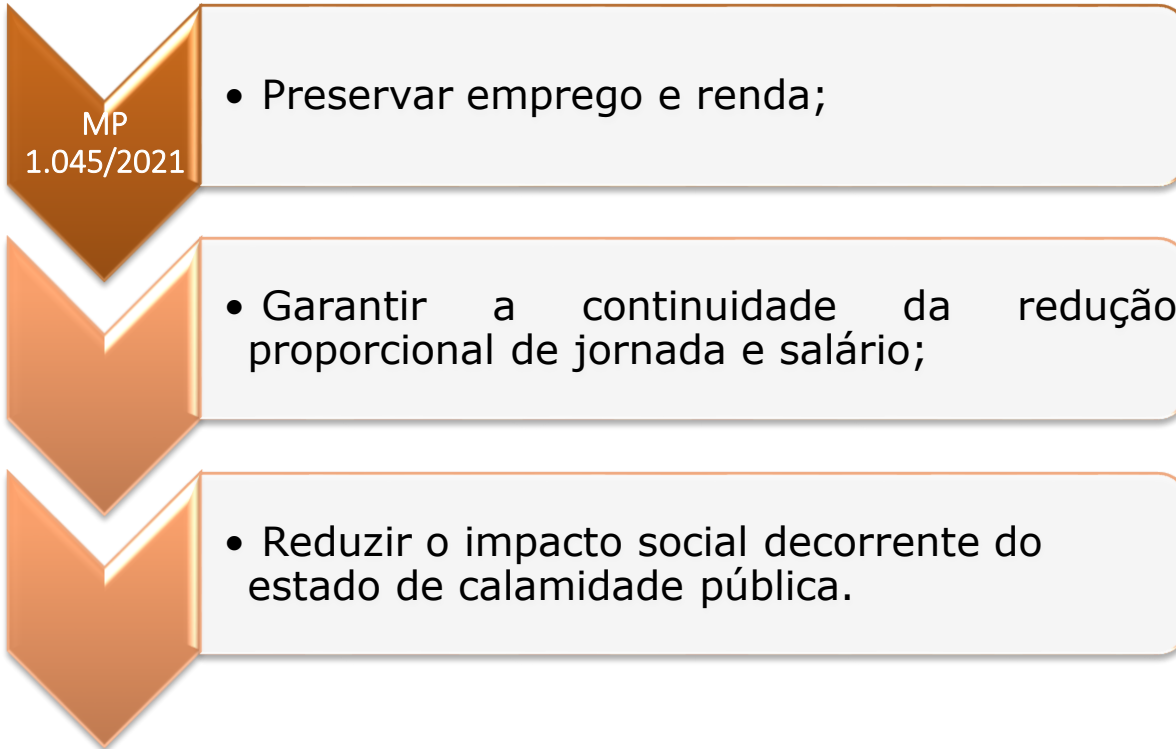 MP
1.045/2021
• Preservar emprego e renda;
• Garantir a continuidade da redução
proporcional de jornada e salário;
• Reduzir o impacto social decorrente do
estado de calamidade pública.